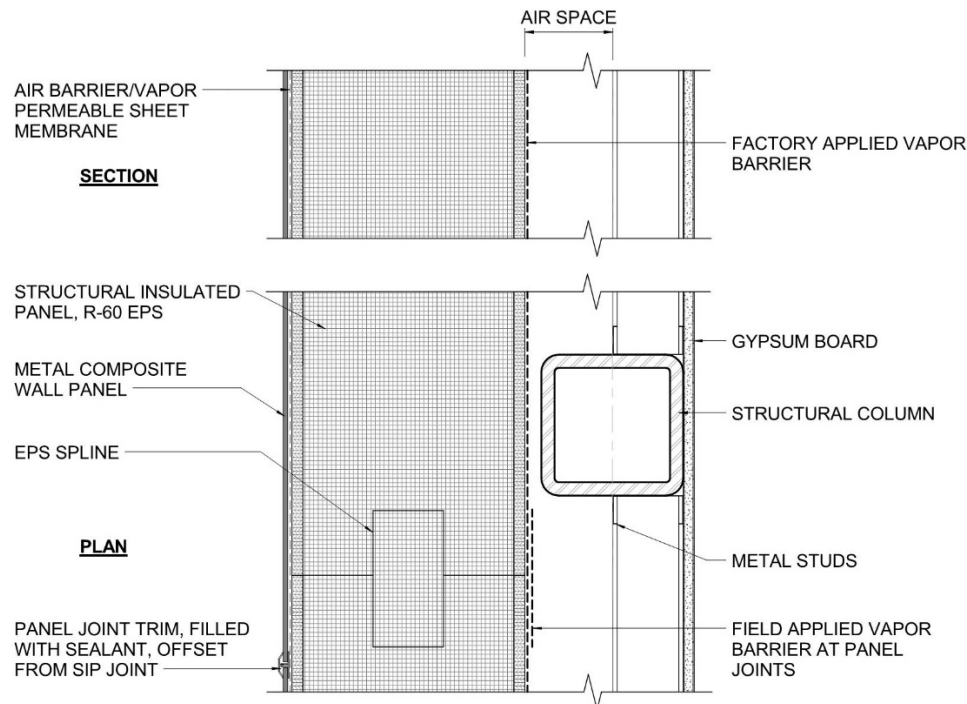 AIR SPACE
AIR BARRIER/VAPOR
PERMEABLE SHEET
MEMBRANE
SECTION
FACTORY APPLIED VAPOR
BARRIER
STRUCTURAL INSULATED
PANEL, R-60 EPS
METAL COMPOSITE
WALL PANEL
EPS SPLINE
PLAN
PANEL JOINT TRIM, FILLED
WITH SEALANT, OFFSET
FROM SIP JOINT
GYPSUM BOARD
STRUCTURAL COLUMN
METAL STUDS
FIELD APPLIED VAPOR
BARRIER AT PANEL
JOINTS